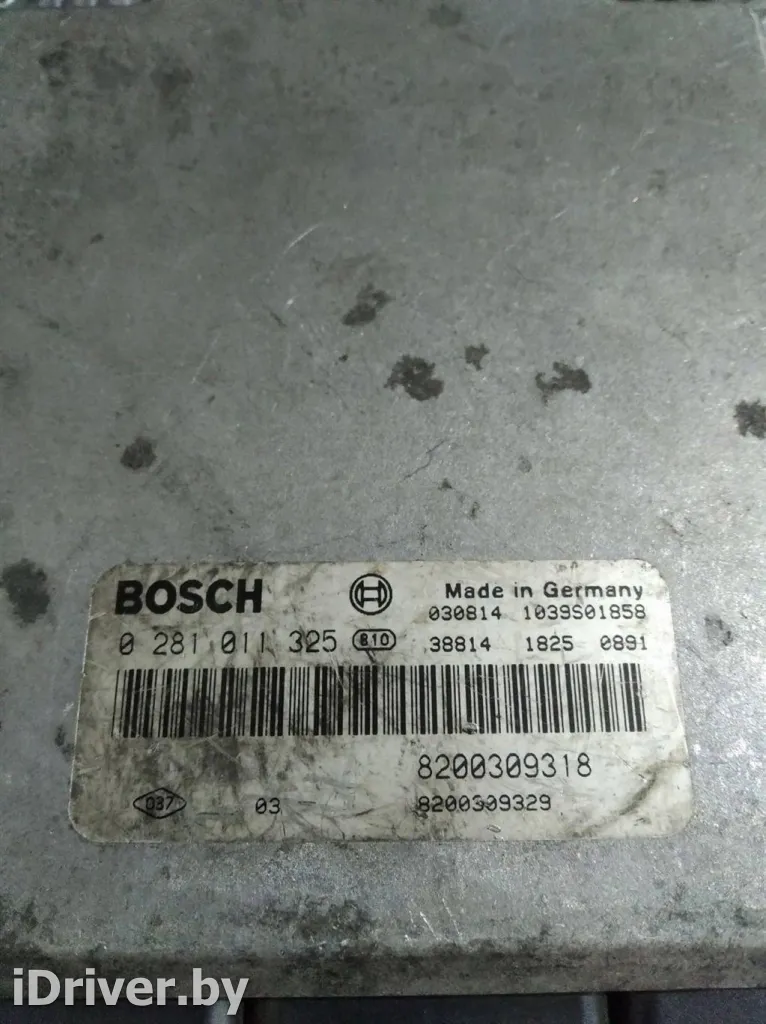 BOSCH Made in Germany
030814 1039S01858
0 281 011 325 810 38814 1825 0891
8200309318
037 03 8200309329
iDriver.by